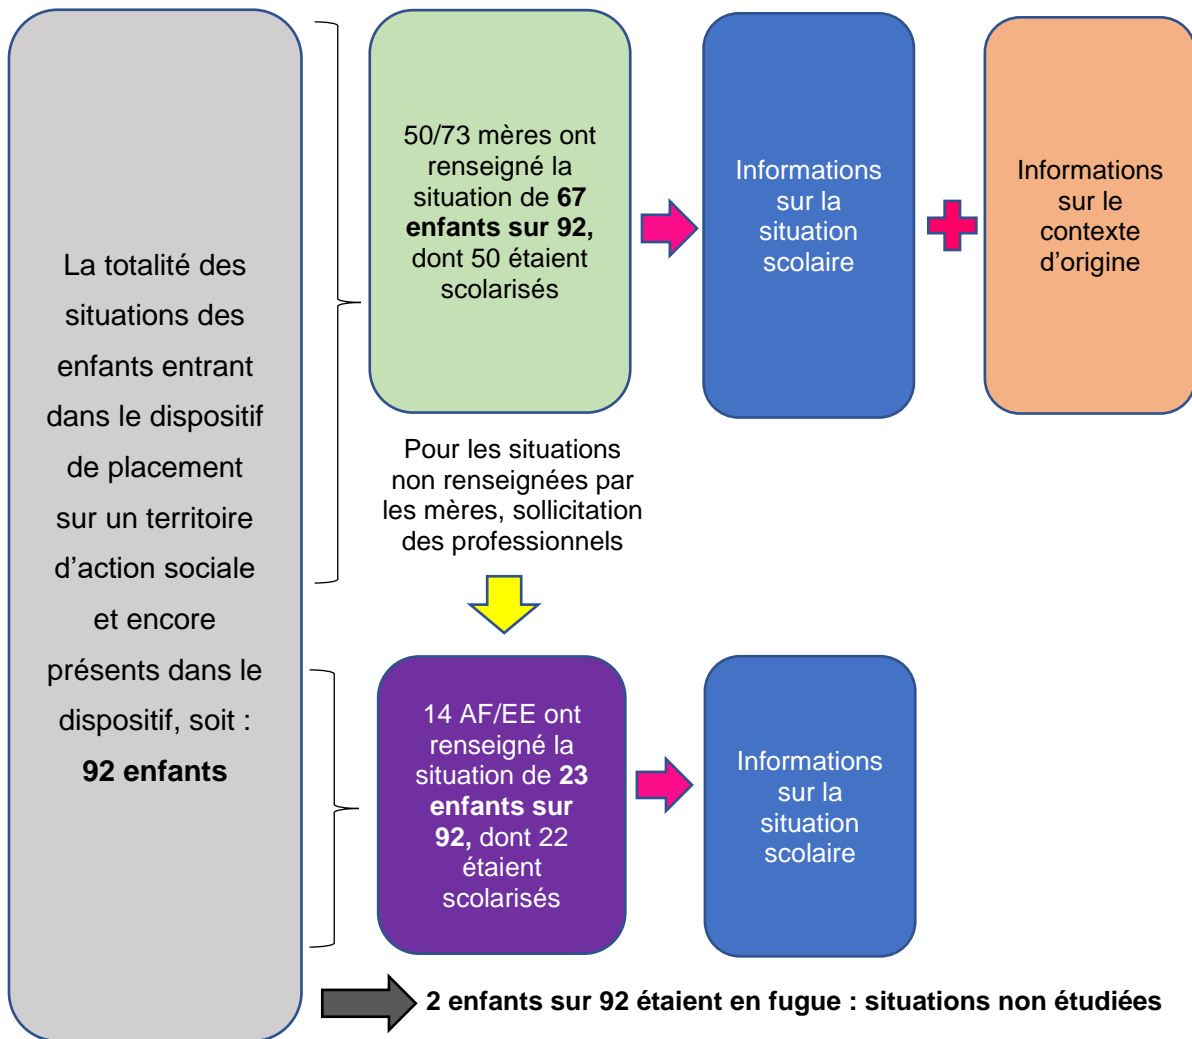 La totalité des
situations des
enfants entrant
dans le dispositif
de placement
sur un territoire
d'action sociale
et encore
présents dans le
dispositif, soit :
92 enfants
50/73 mères ont
renseigné la
situation de 67
enfants sur 92,
dont 50 étaient
scolarisés
Informations
sur la
situation
scolaire
Informations
sur le
contexte
d'origine
Pour les situations
non renseignées par
les mères, sollicitation
des professionnels
14 AF/EE ont
renseigné la
situation de 23
enfants sur
92, dont 22
étaient
scolarisés
Informations
sur la
situation
scolaire
2 enfants sur 92 étaient en fugue : situations non étudiées